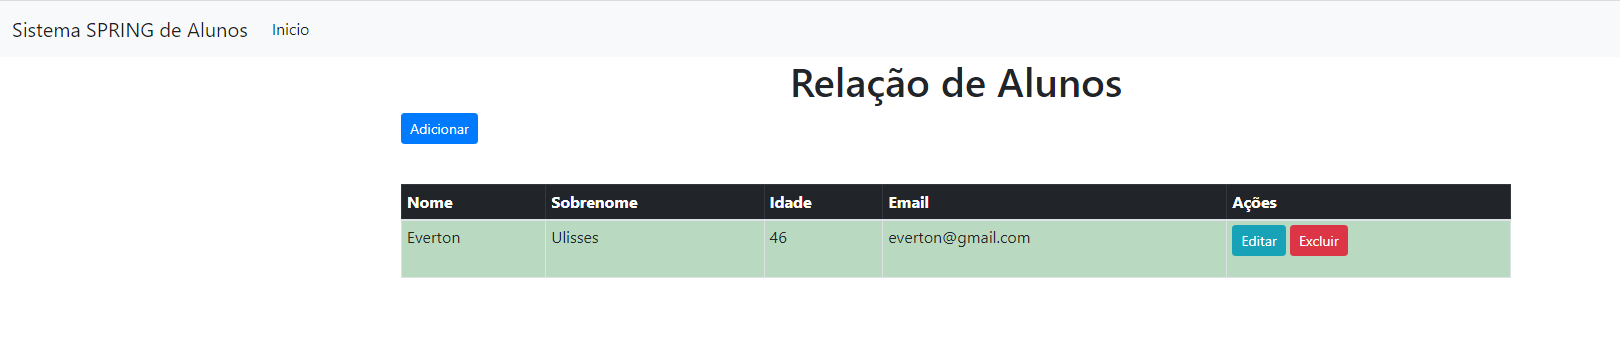 Sistema SPRING de Alunos Inicio
Relação de Alunos
Adicionar
Nome Sobrenome Idade Email Ações
Everton Ulisses 46 everton@gmail.com Editar Excluir